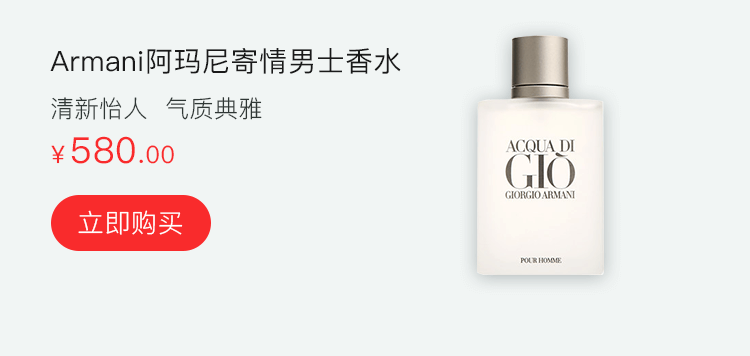 Armani阿玛尼寄情男士香水
清新怡人 气质典雅
¥580.00
立即购买
ACQUA DI
GIÒ
GIORGIO ARMANI
POUR HOMME